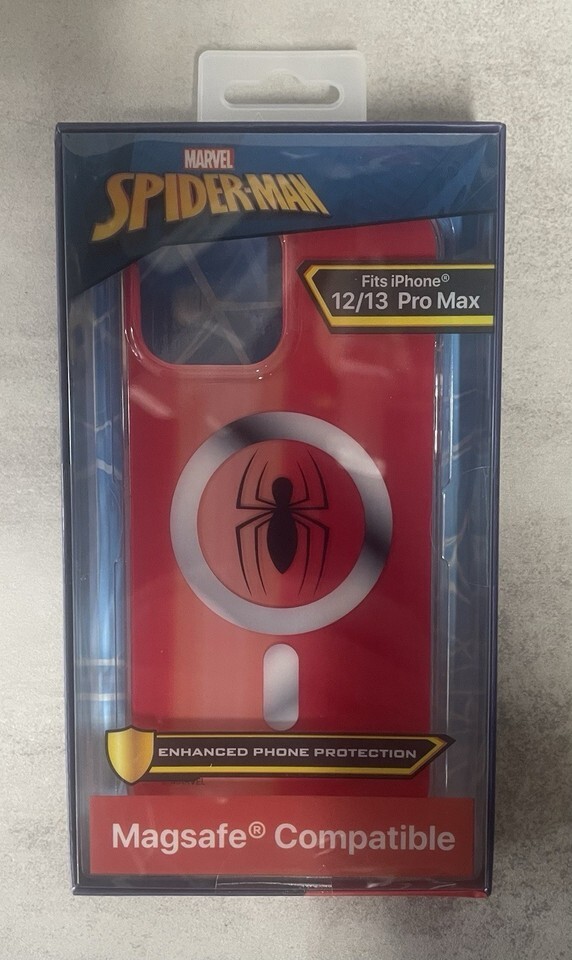 MARVEL
SPIDER-MAN
Fits iPhone®
12/13 Pro Max
ENHANCED PHONE PROTECTION
Magsafe® Compatible